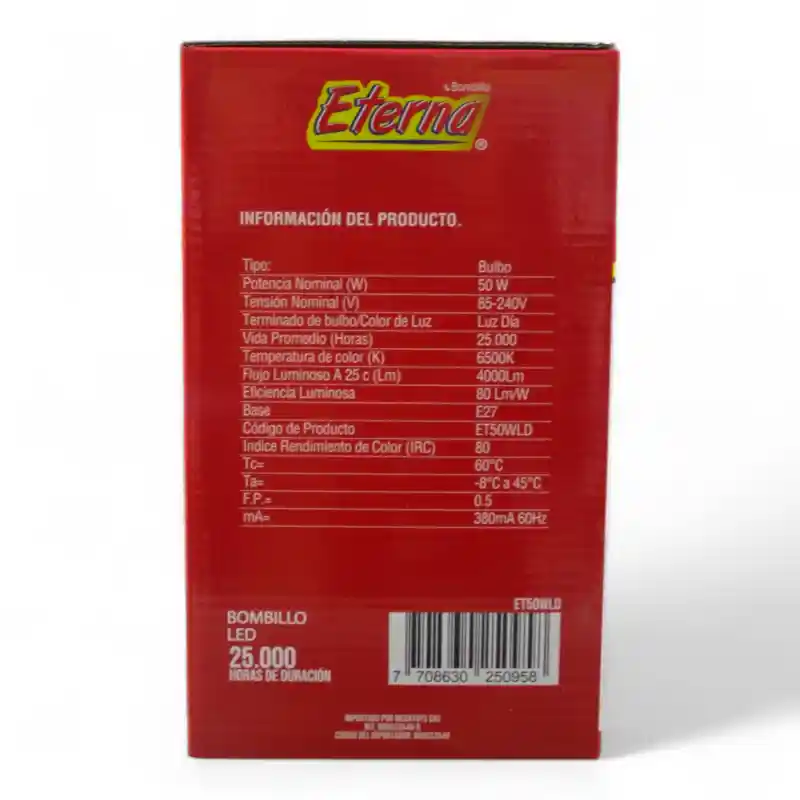 Bombillo
Eterna®
INFORMACIÓN DEL PRODUCTO.
Tipo: Bulbo
Potencia Nominal (W) 50 W
Tensión Nominal (V) 85-240V
Terminado de bulbo/Color de Luz Luz Día
Vida Promedio (Horas) 25.000
Temperatura de color (K) 6500K
Flujo Luminoso A 25 c (Lm) 4000Lm
Eficiencia Luminosa 80 Lm/W
Base E27
Código de Producto ET50WLD
Indice Rendimiento de Color (IRC) 80
Tc= 60°C
Ta= -8°C a 45°C
F.P.= 0.5
mA= 380mA 60Hz
ET50WLD
BOMBILLO
LED
25.000
HORAS DE DURACIÓN
7 708630 250958
IMPORTADO POR